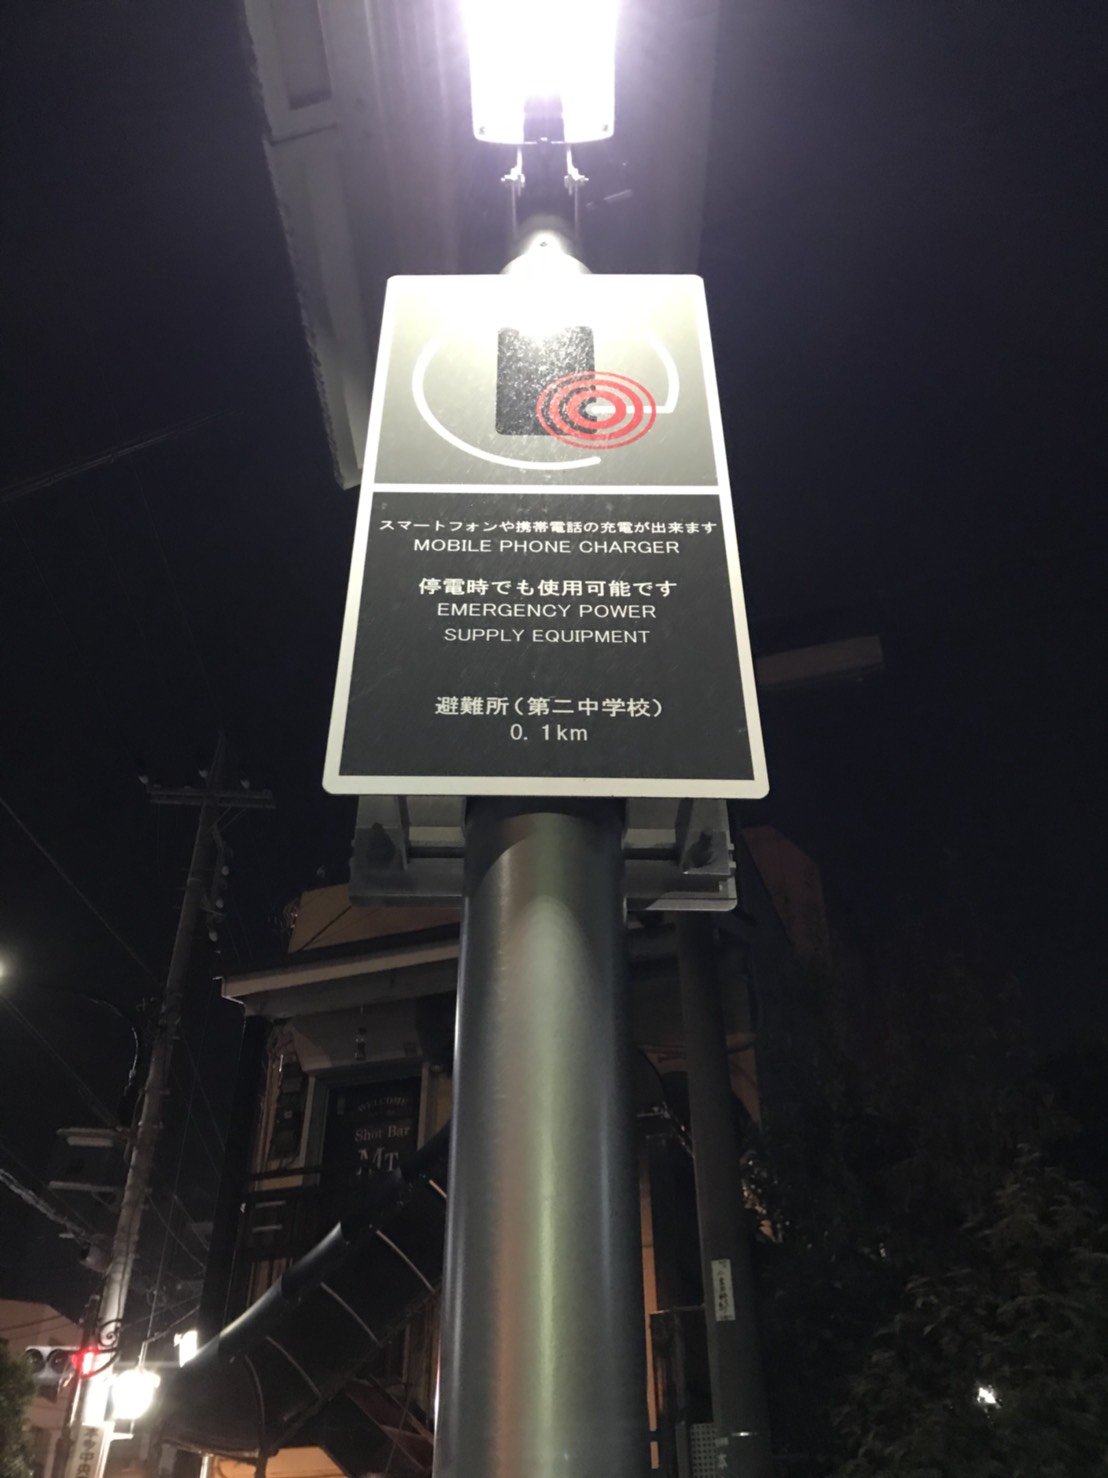 スマートフォンや携帯電話の充電が出来ます
MOBILE PHONE CHARGER
停電時でも使用可能です
EMERGENCY POWER
SUPPLY EQUIPMENT
避難所(第二中学校)
0. 1km
WELCOME
Shot Bar